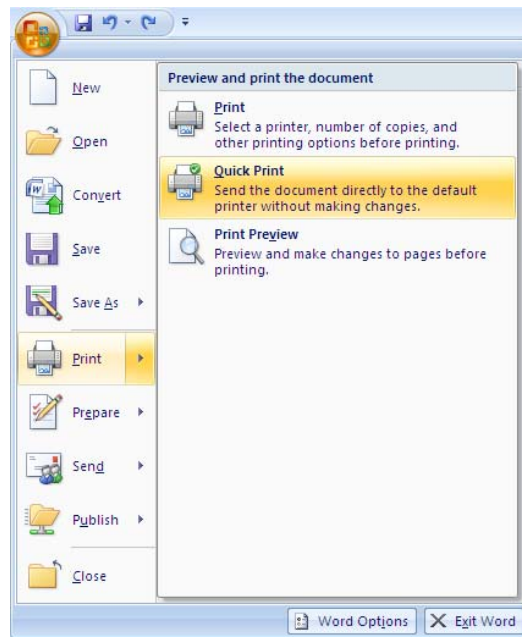 New
Open
Convert
Save
Save As
Print
Prepare
Send
Publish
Close
Preview and print the document
Print
Select a printer, number of copies, and
other printing options before printing.
Quick Print
Send the document directly to the default
printer without making changes.
Print Preview
Preview and make changes to pages before
printing.
Word Options
Exit Word